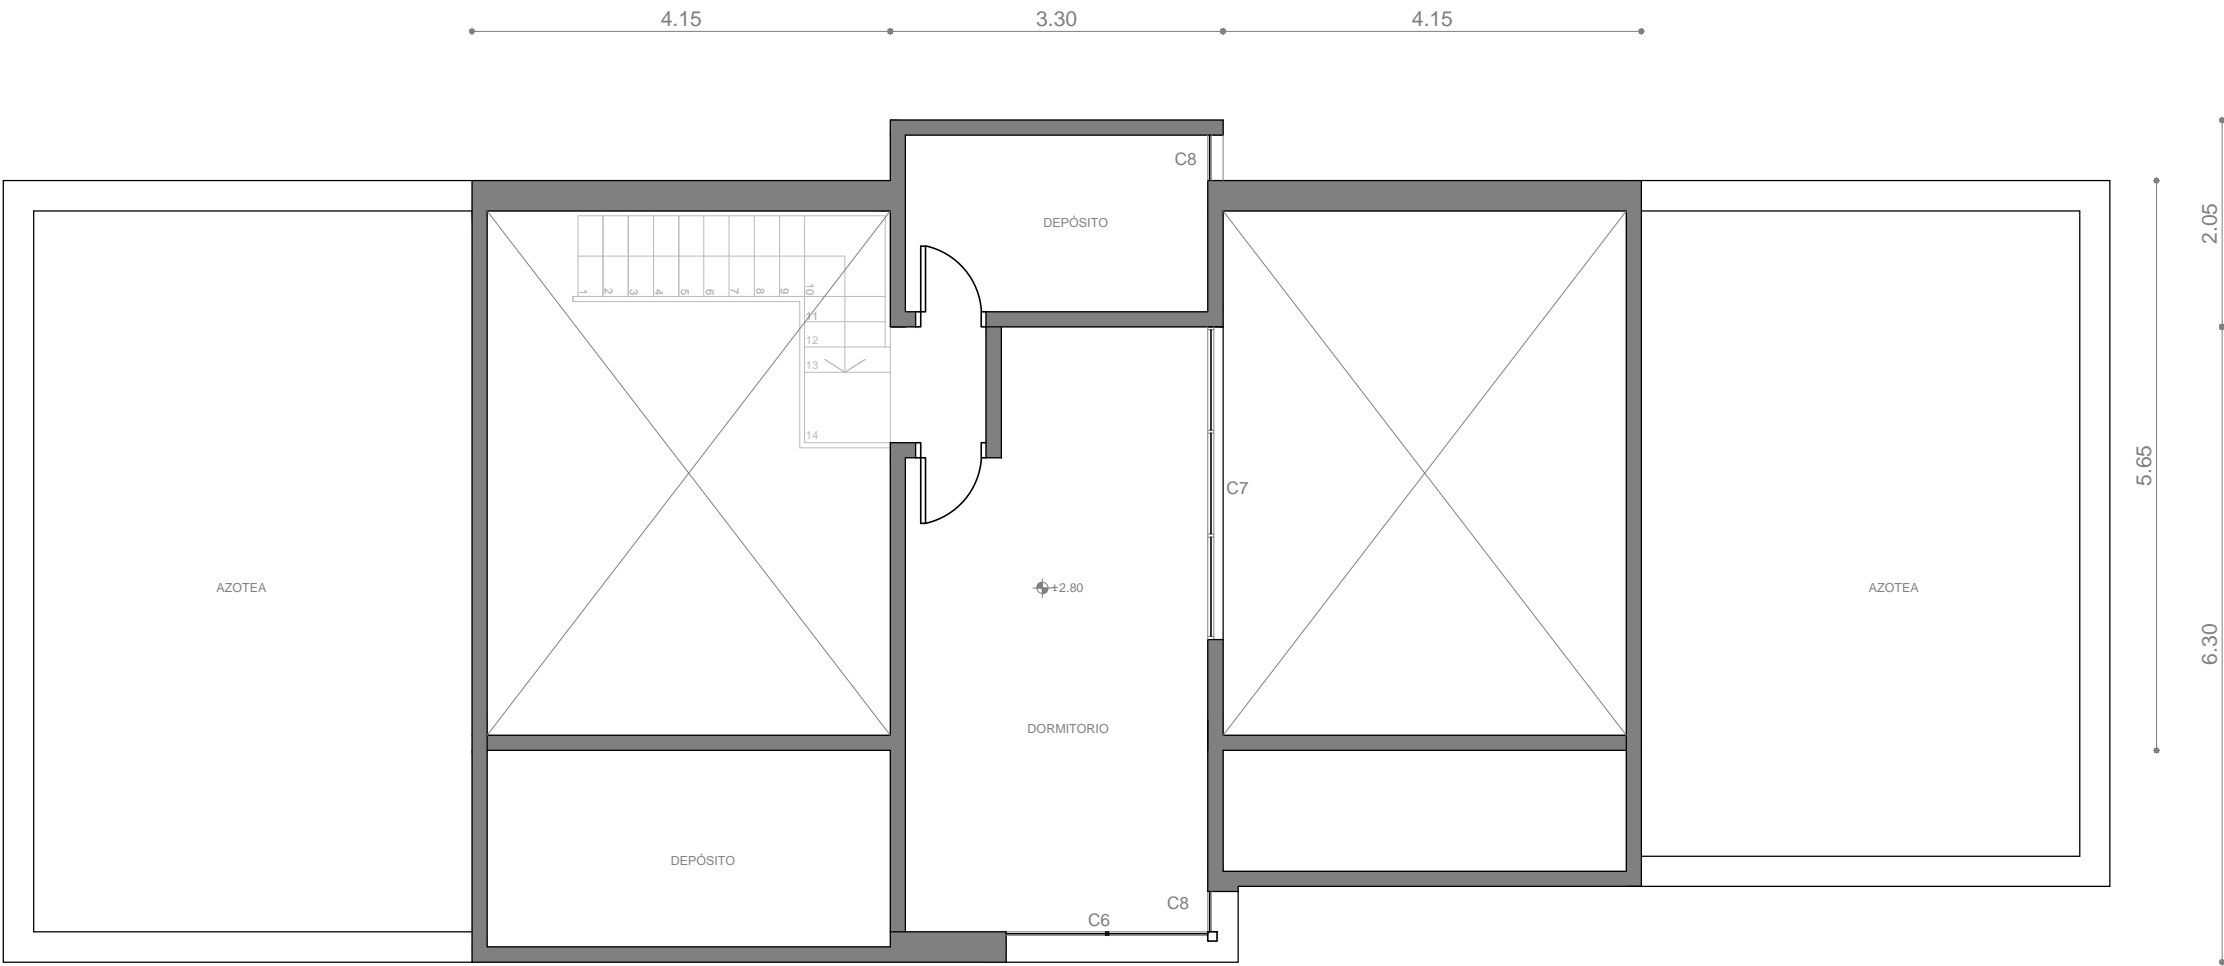 4.15
3.30
4.15
C8
DEPÓSITO
2.05
1
2
3
4
5
6
7
8
9
10
11
12
13
14
C7
5.65
AZOTEA
±2.80
AZOTEA
6.30
DORMITORIO
DEPÓSITO
C8
C6